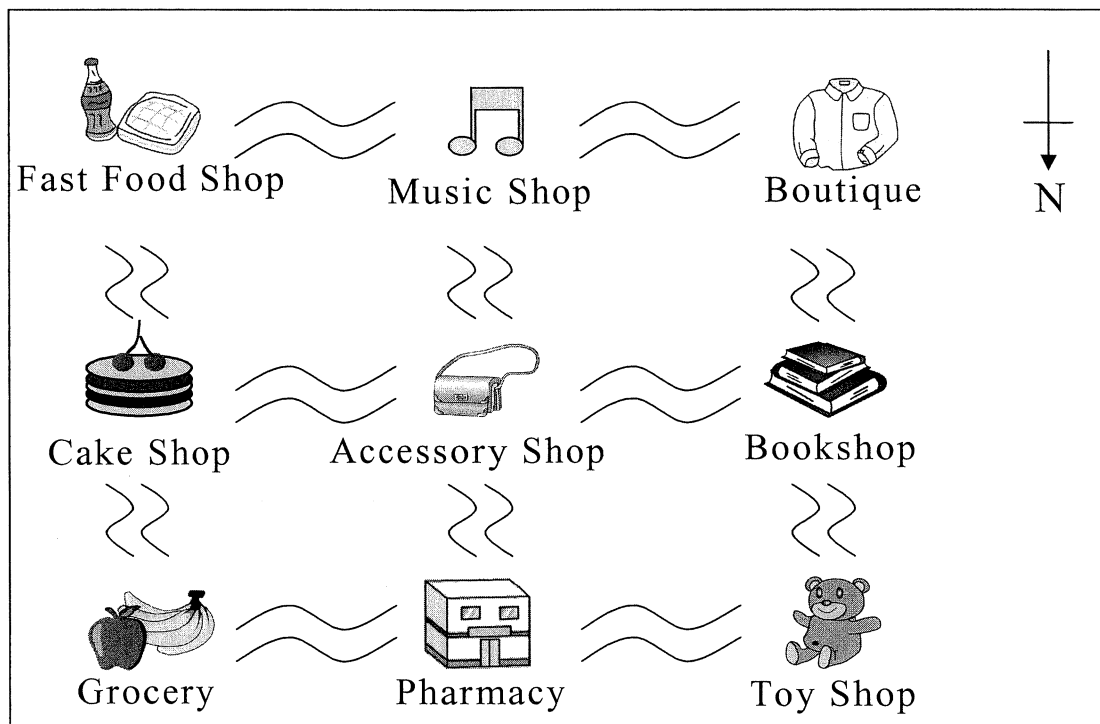 Fast Food Shop
Music Shop
Boutique
N
Cake Shop
Accessory Shop
Bookshop
Grocery
Pharmacy
Toy Shop